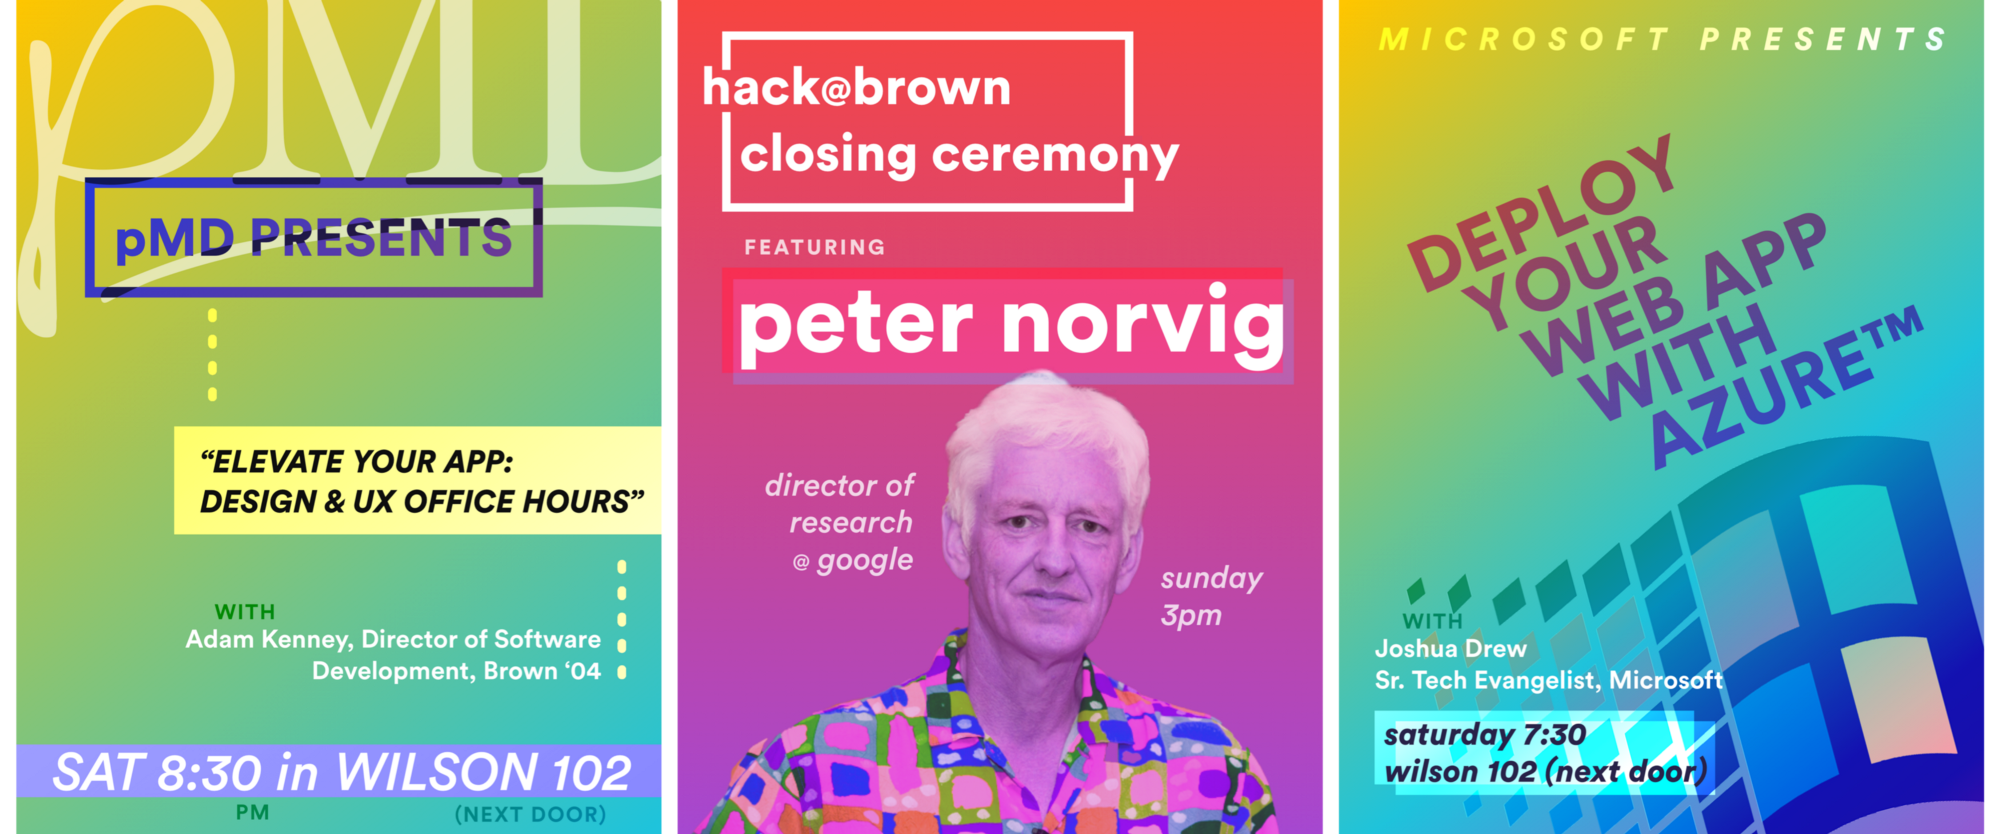 pMD
pMD PRESENTS
“ELEVATE YOUR APP:
DESIGN & UX OFFICE HOURS”
WITH
Adam Kenney, Director of Software
Development, Brown ‘04
SAT 8:30 in WILSON 102
PM
(NEXT DOOR)
hack@brown
closing ceremony
FEATURING
peter norvig
director of
research
@ google
sunday
3pm
MICROSOFT PRESENTS
DEPLOY
YOUR
WEB APP
WITH
AZURE™
WITH
Joshua Drew
Sr. Tech Evangelist, Microsoft
saturday 7:30
wilson 102 (next door)